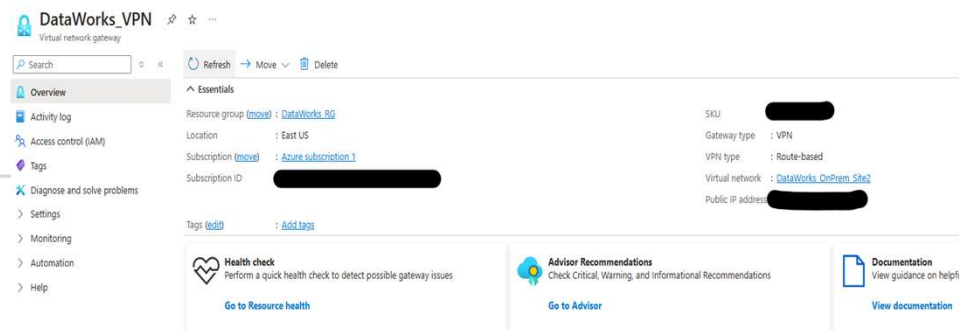 DataWorks_VPN
Virtual network gateway
Search
Overview
Activity log
Access control (IAM)
Tags
Diagnose and solve problems
Settings
Monitoring
Automation
Help
Refresh Move Delete
Essentials
Resource group (move) : DataWorks_RG
Location : East US
Subscription (move) : Azure subscription 1
Subscription ID
Tags (edit) : Add tags
SKU
Gateway type : VPN
VPN type : Route-based
Virtual network : DataWorks_OnPrem_Site2
Public IP address
Health check
Perform a quick health check to detect possible gateway issues
Go to Resource health
Advisor Recommendations
Check Critical, Warning, and Informational Recommendations
Go to Advisor
Documentation
View guidance on helpf
View documentation